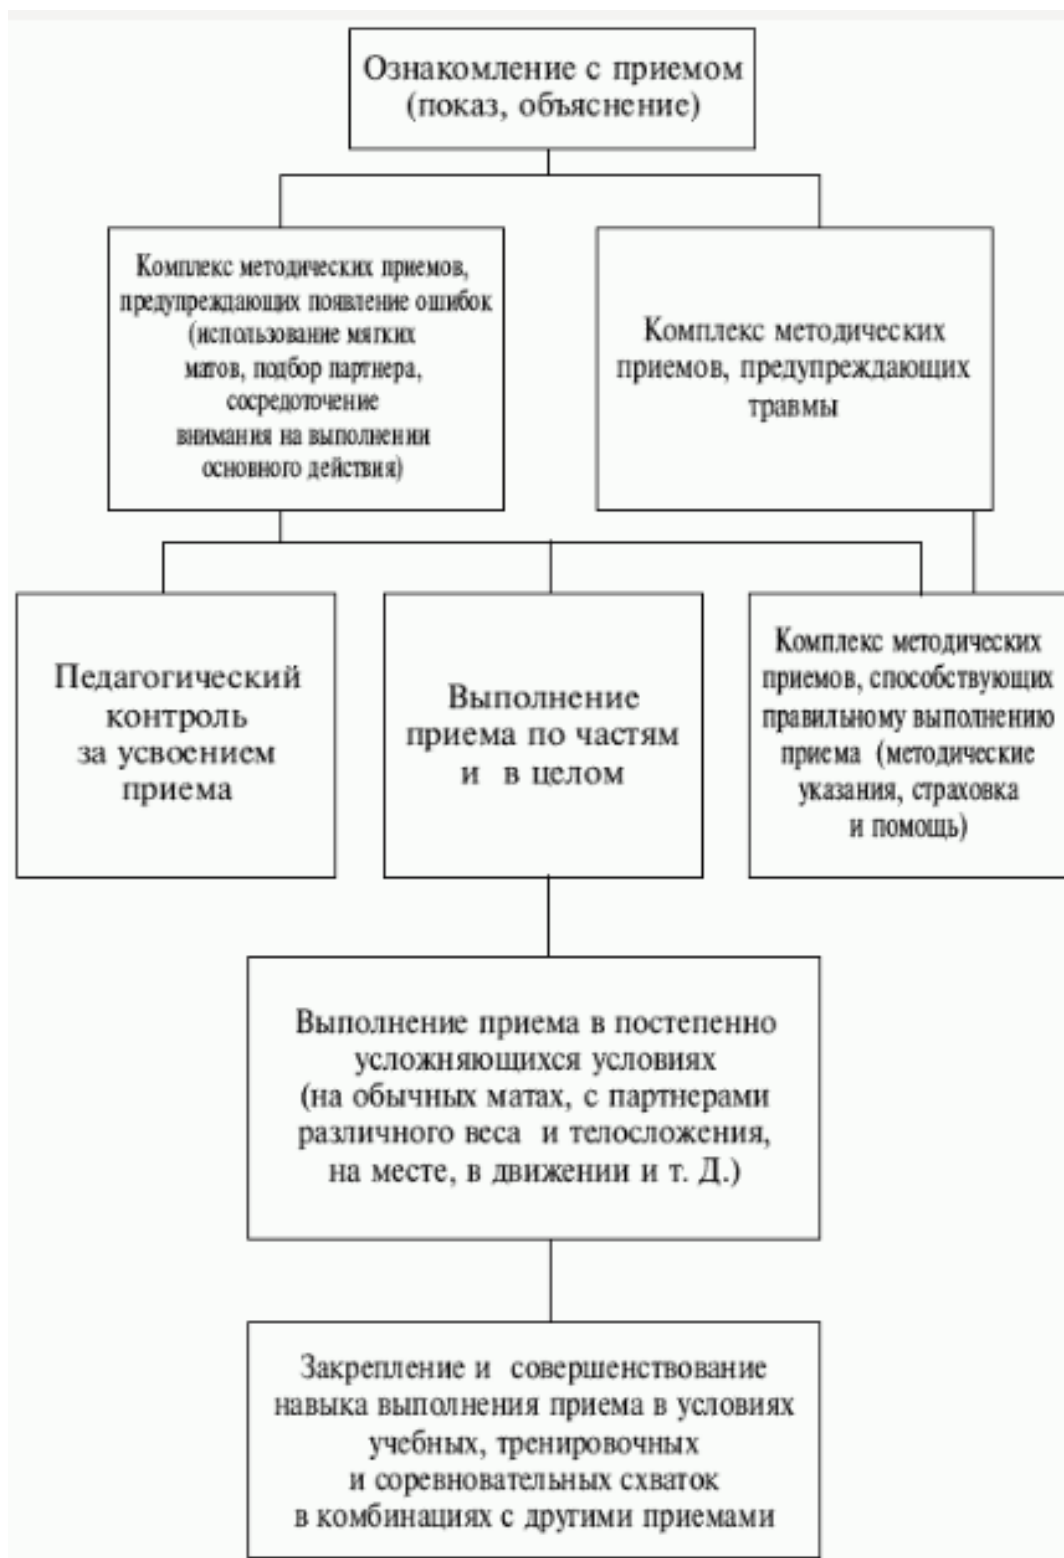 Ознакомление с приемом
(показ, объяснение)
Комплекс методических приемов,
предупреждающих появление ошибок
(использование мягких
матов, подбор партнера,
сосредоточение
внимания на выполнении
основного действия)
Комплекс методических
приемов, предупреждающих
травмы
Педагогический
контроль
за усвоением
приема
Выполнение
приема по частям
и в целом
Комплекс методических
приемов, способствующих
правильному выполнению
приема (методические
указания, страховка
и помощь)
Выполнение приема в постепенно
усложняющихся условиях
(на обычных матах, с партнерами
различного веса и телосложения,
на месте, в движении и т. Д.)
Закрепление и совершенствование
навыка выполнения приема в условиях
учебных, тренировочных
и соревновательных схваток
в комбинациях с другими приемами